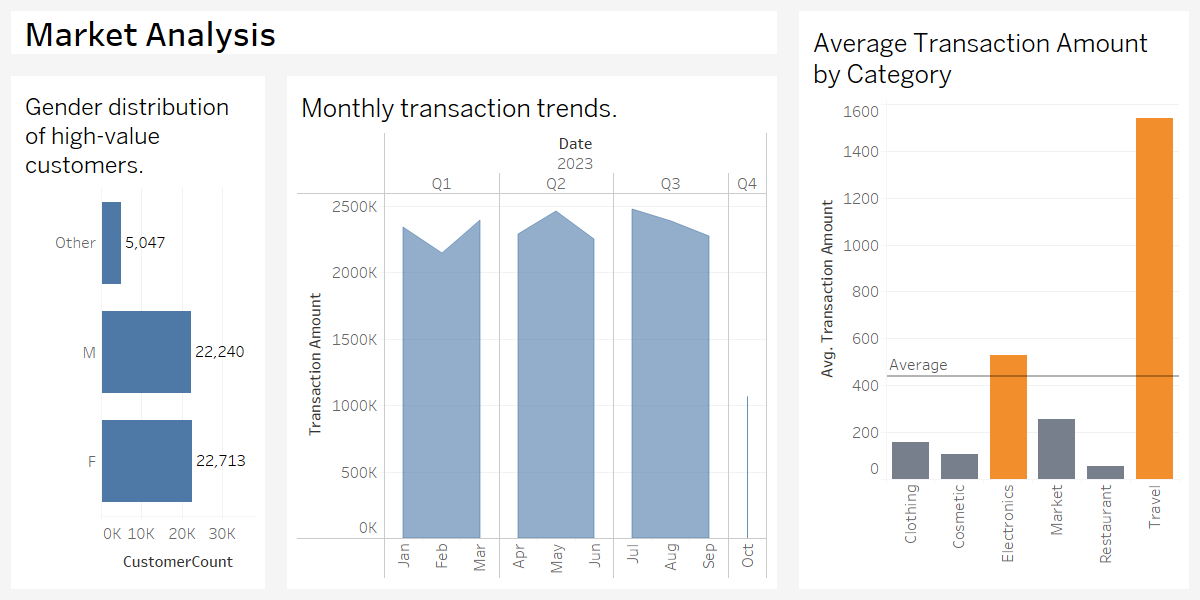 Market Analysis
Gender distribution
of high-value
customers.
Other
5,047
M
22,240
F
22,713
0K 10K 20K 30K
CustomerCount
Monthly transaction trends.
Date
2023
Q1 Q2 Q3 Q4
Transaction Amount
2500K
2000K
1500K
1000K
500K
0K
Jan Feb Mar Apr May Jun Jul Aug Sep Oct
Average Transaction Amount
by Category
Avg. Transaction Amount
1600
1400
1200
1000
800
600
400
200
0
Average
Clothing Cosmetic Electronics Market Restaurant Travel